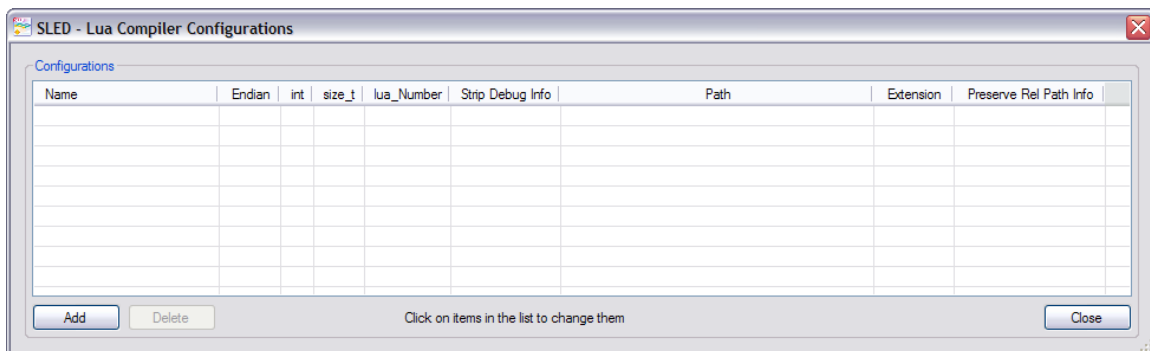 SLED - Lua Compiler Configurations
Configurations
Name Endian int size_t lua_Number Strip Debug Info Path Extension Preserve Rel Path Info
Add Delete Click on items in the list to change them Close